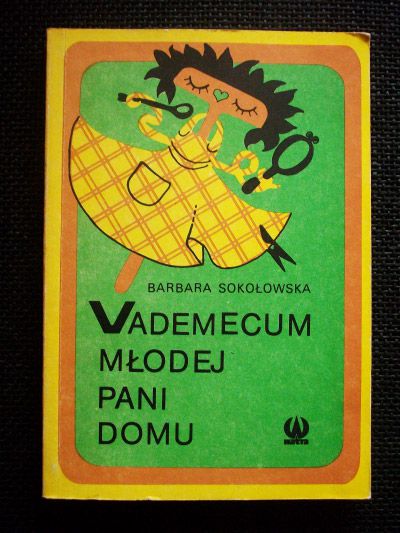 BARBARA SOKOŁOWSKA
VADEMECUM
MŁODEJ
PANI
DOMU